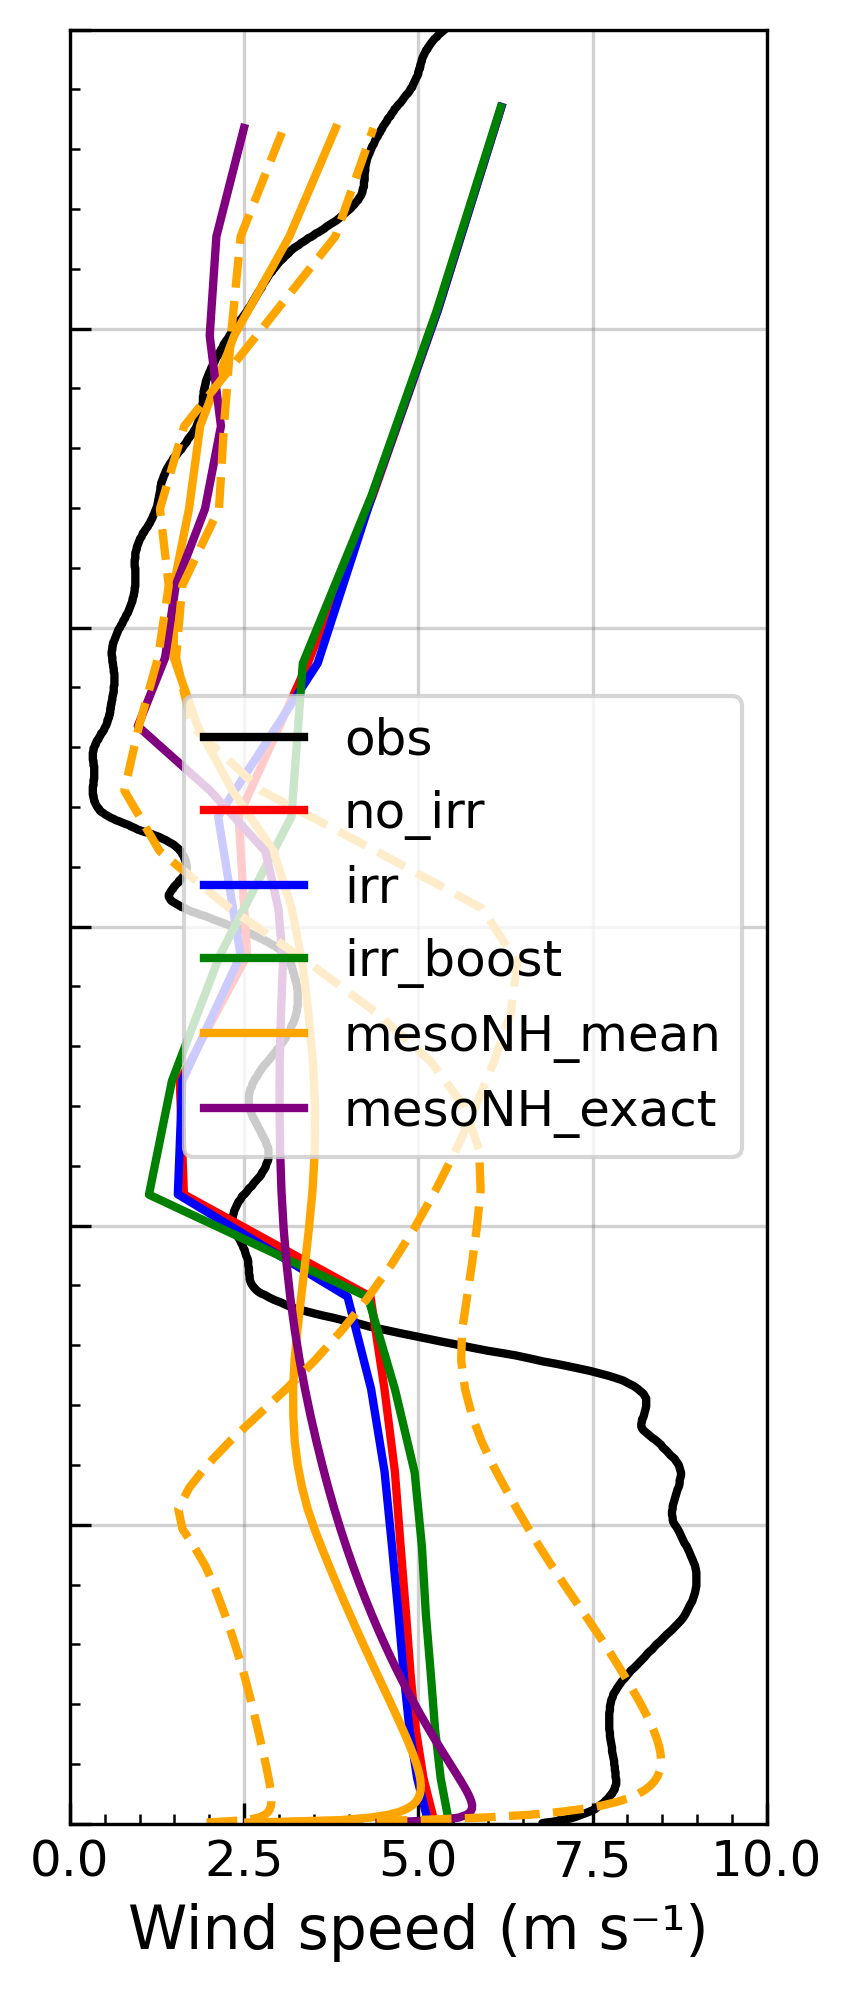 obs
no_irr
irr
irr_boost
mesoNH_mean
mesoNH_exact
0.0 2.5 5.0 7.5 10.0
Wind speed (m s⁻¹)